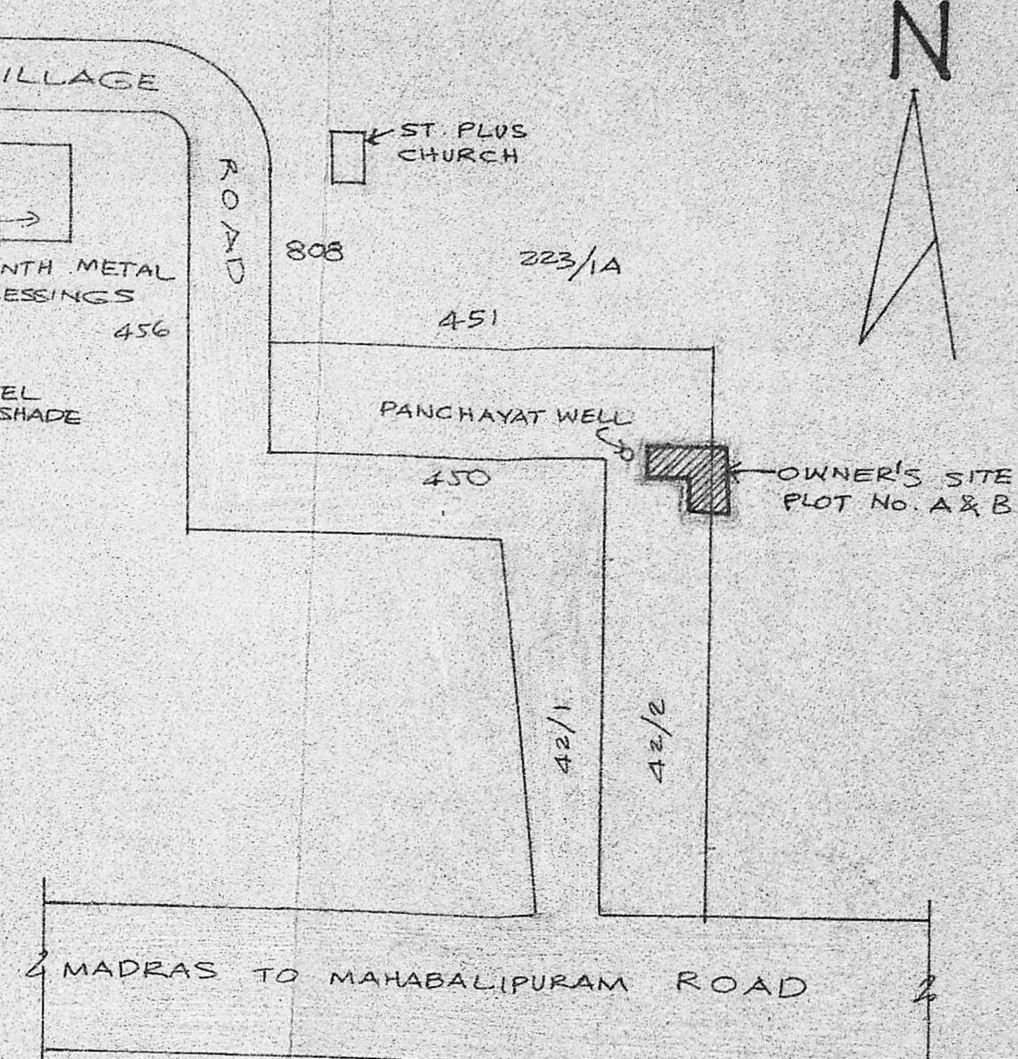 N
ILLAGE
ROAD
ST. PLUS
CHURCH
808
223/1A
NTH METAL
ESSINGS
456
451
EL
SHADE
PANCHAYAT WELL
450
OWNER'S SITE
PLOT No. A & B
42/1
42/2
MADRAS TO MAHABALIPURAM ROAD